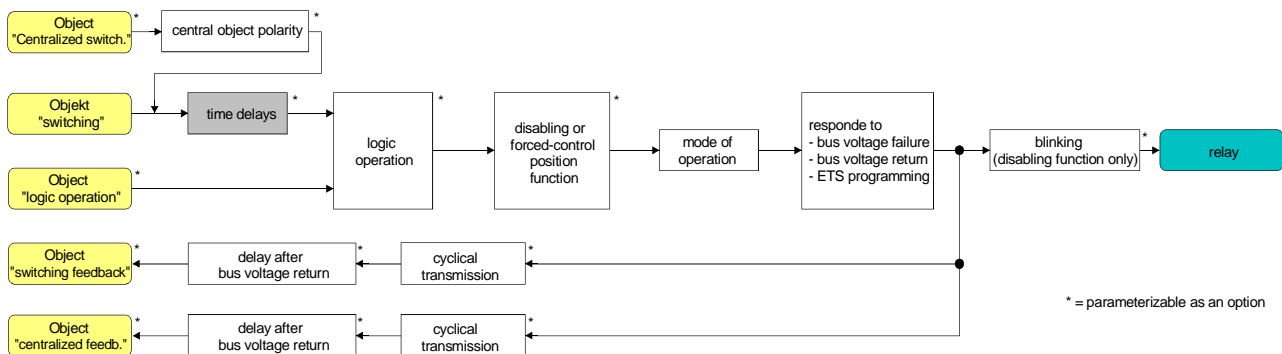 Object
"Centralized switch."
*
central object polarity
*
Objekt
"switching"
time delays
*
logic
operation
*
disabling or
forced-control
position
function
*
mode of
operation
responde to
- bus voltage failure
- bus voltage return
- ETS programming
blinking
(disabling function only)
*
relay
Object
"logic operation"
*
Object
"switching feedback"
*
delay after
bus voltage return
*
cyclical
transmission
*
* = parameterizable as an option
Object
"centralized feedb."
*
delay after
bus voltage return
*
cyclical
transmission
*